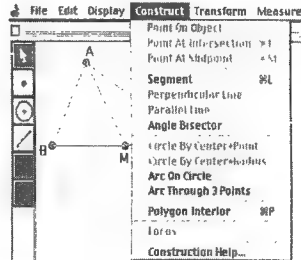 File Edit Display Construct Transform Measure
Point On Object
Point At Intersection ⌘I
Point At Midpoint ⌘M
Segment ⌘L
Perpendicular Line
Parallel Line
Angle Bisector
Circle By Center+Point
Circle By Center+Radius
Arc On Circle
Arc Through 3 Points
Polygon Interior ⌘P
Locus
Construction Help...
A
B
M